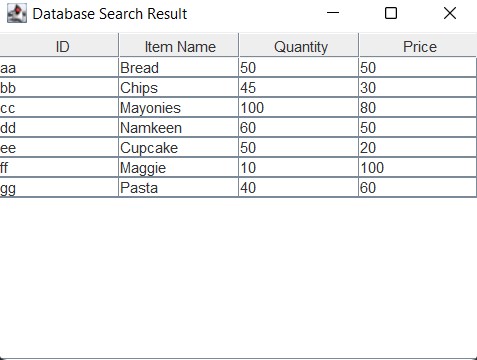 Database Search Result
ID Item Name Quantity Price
aa Bread 50 50
bb Chips 45 30
cc Mayonies 100 80
dd Namkeen 60 50
ee Cupcake 50 20
ff Maggie 10 100
gg Pasta 40 60